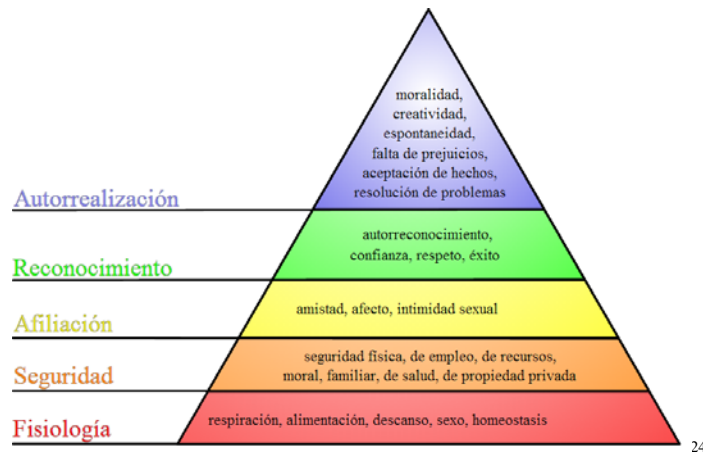 moralidad,
creatividad,
espontaneidad,
falta de prejuicios,
aceptación de hechos,
resolución de problemas
Autorrealización
autorreconocimiento,
confianza, respeto, éxito
Reconocimiento
amistad, afecto, intimidad sexual
Afiliación
seguridad física, de empleo, de recursos,
moral, familiar, de salud, de propiedad privada
Seguridad
respiración, alimentación, descanso, sexo, homeostasis
Fisiología
24